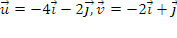 u⃗ = −4i⃗ − 2j⃗, v⃗ = −2i⃗ + j⃗